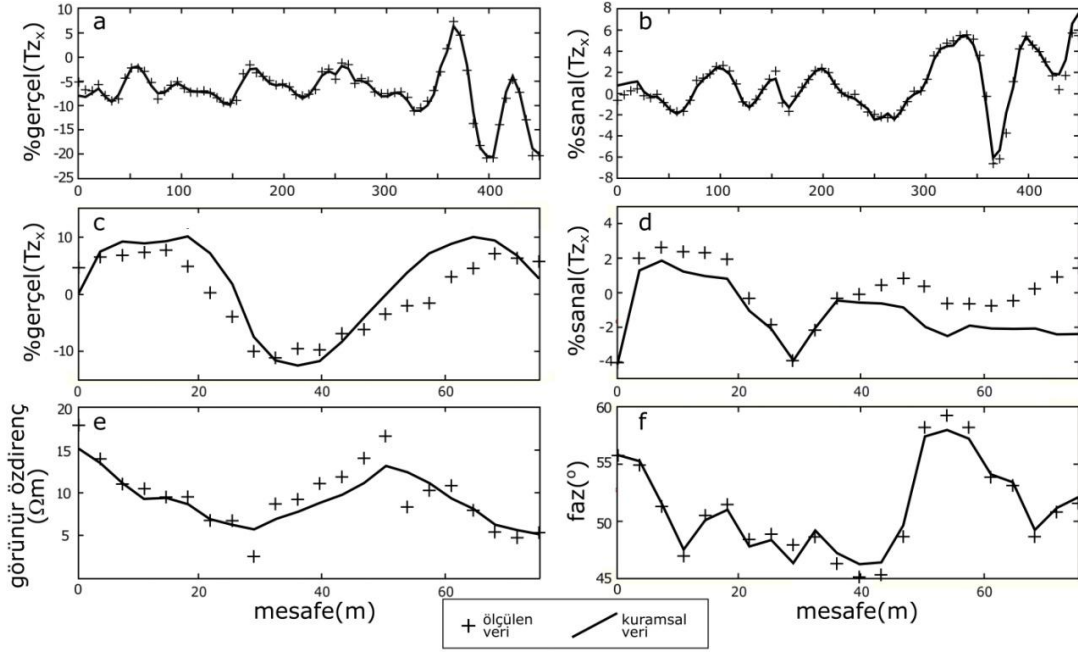 a
%gerçel(Tzx)
10
5
0
-5
-10
-15
-20
-25
0 100 200 300 400
b
%sanal(Tzx)
8
6
4
2
0
-2
-4
-6
-8
0 100 200 300 400
c
%gerçel(Tzx)
10
0
-10
0 20 40 60
d
%sanal(Tzx)
4
2
0
-2
-4
0 20 40 60
e
görünür özdirenç
(Ωm)
20
15
10
5
0 20 40 60
mesafe(m)
f
faz(°)
60
55
50
45
0 20 40 60
mesafe(m)
+ ölçülen
veri
kuramsal
veri